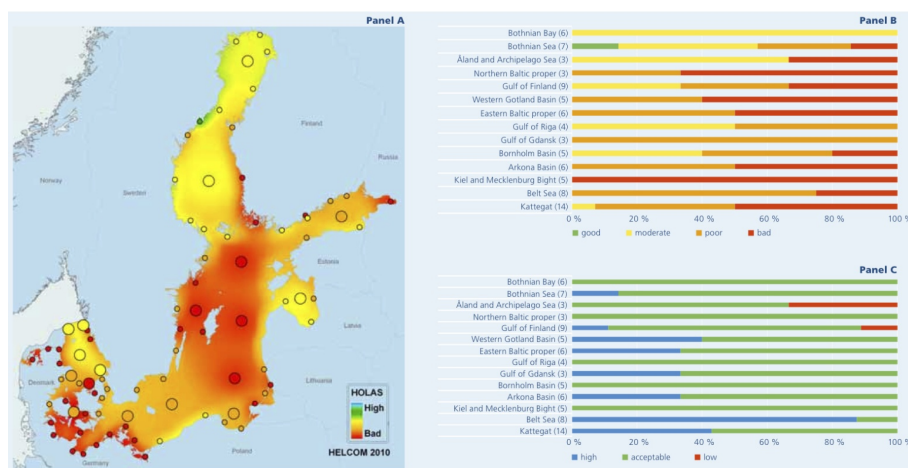 Panel A
Finland
Russia
Norway
Sweden
Estonia
Latvia
Lithuania
Denmark
Poland
Germany
HOLAS
High
Bad
HELCOM 2010
Panel B
Bothnian Bay (6)
Bothnian Sea (7)
Åland and Archipelago Sea (3)
Northern Baltic proper (3)
Gulf of Finland (9)
Western Gotland Basin (5)
Eastern Baltic proper (6)
Gulf of Riga (4)
Gulf of Gdansk (3)
Bornholm Basin (5)
Arkona Basin (6)
Kiel and Mecklenburg Bight (5)
Belt Sea (8)
Kattegat (14)
0 % 20 % 40 % 60 % 80 % 100 %
good moderate poor bad
Panel C
Bothnian Bay (6)
Bothnian Sea (7)
Åland and Archipelago Sea (3)
Northern Baltic proper (3)
Gulf of Finland (9)
Western Gotland Basin (5)
Eastern Baltic proper (6)
Gulf of Riga (4)
Gulf of Gdansk (3)
Bornholm Basin (5)
Arkona Basin (6)
Kiel and Mecklenburg Bight (5)
Belt Sea (8)
Kattegat (14)
0 % 20 % 40 % 60 % 80 % 100 %
high acceptable low